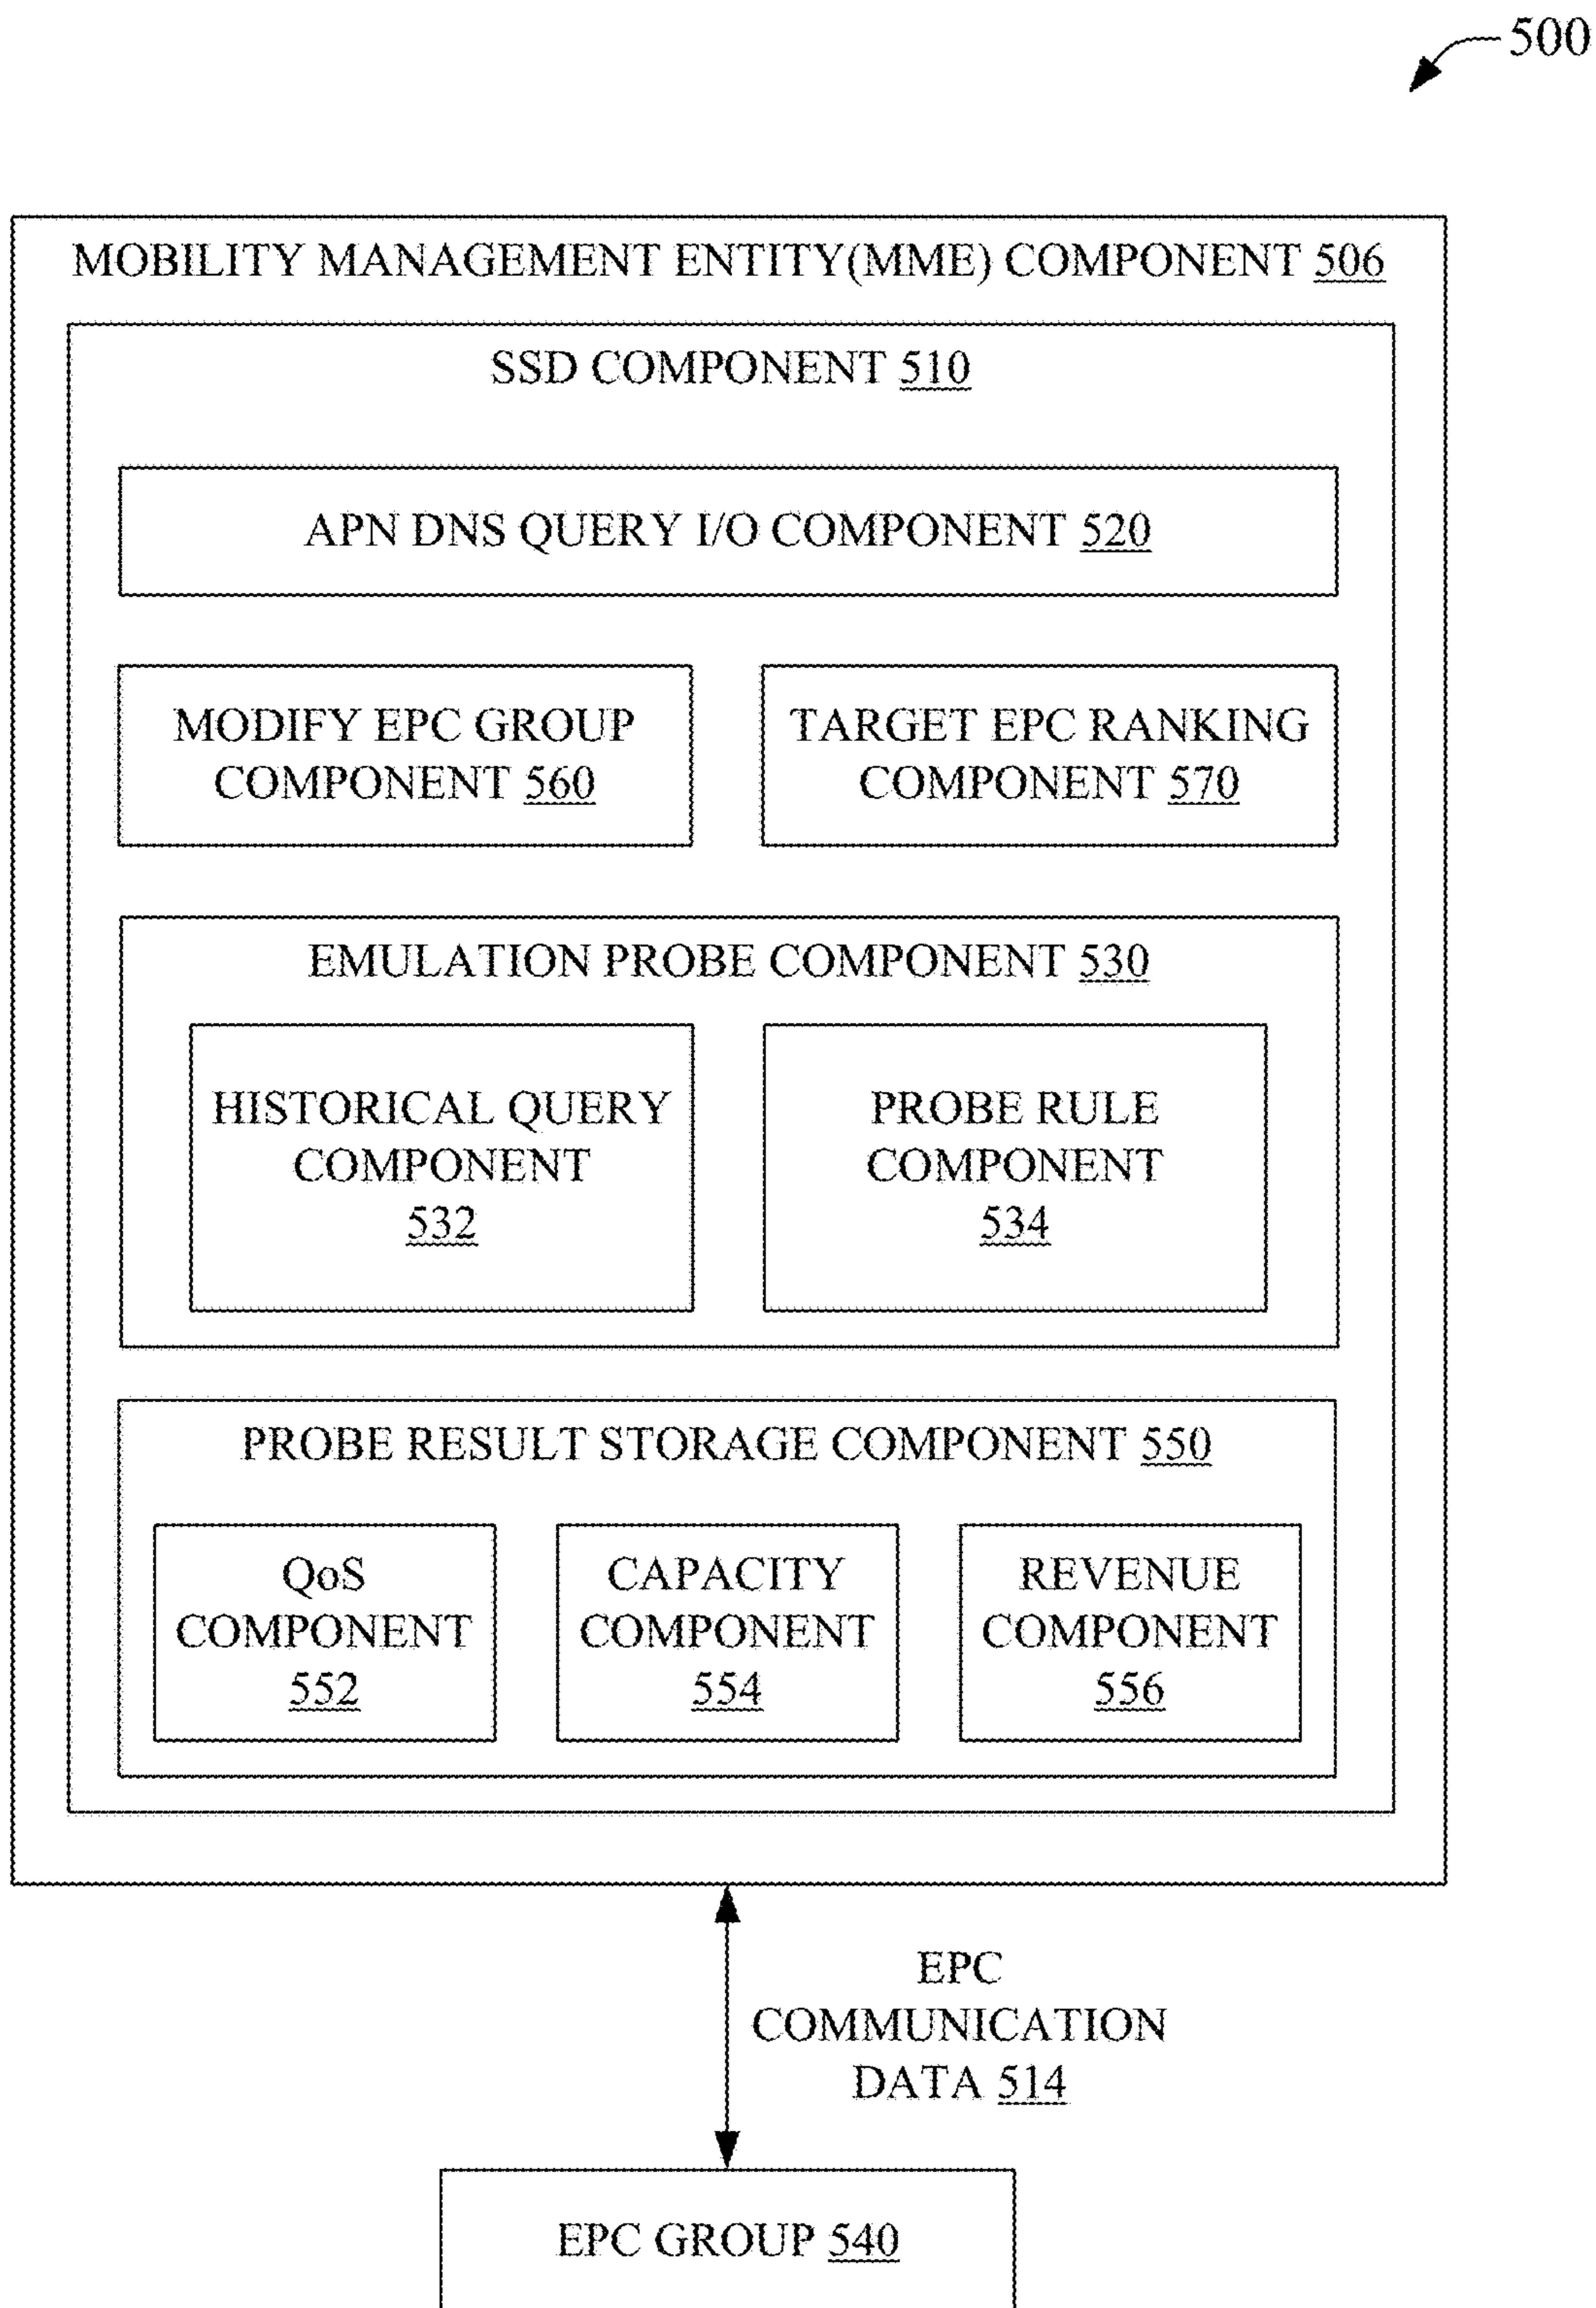 500
MOBILITY MANAGEMENT ENTITY(MME) COMPONENT 506
SSD COMPONENT 510
APN DNS QUERY I/O COMPONENT 520
MODIFY EPC GROUP
COMPONENT 560
TARGET EPC RANKING
COMPONENT 570
EMULATION PROBE COMPONENT 530
HISTORICAL QUERY
COMPONENT
532
PROBE RULE
COMPONENT
534
PROBE RESULT STORAGE COMPONENT 550
QoS
COMPONENT
552
CAPACITY
COMPONENT
554
REVENUE
COMPONENT
556
EPC
COMMUNICATION
DATA 514
EPC GROUP 540